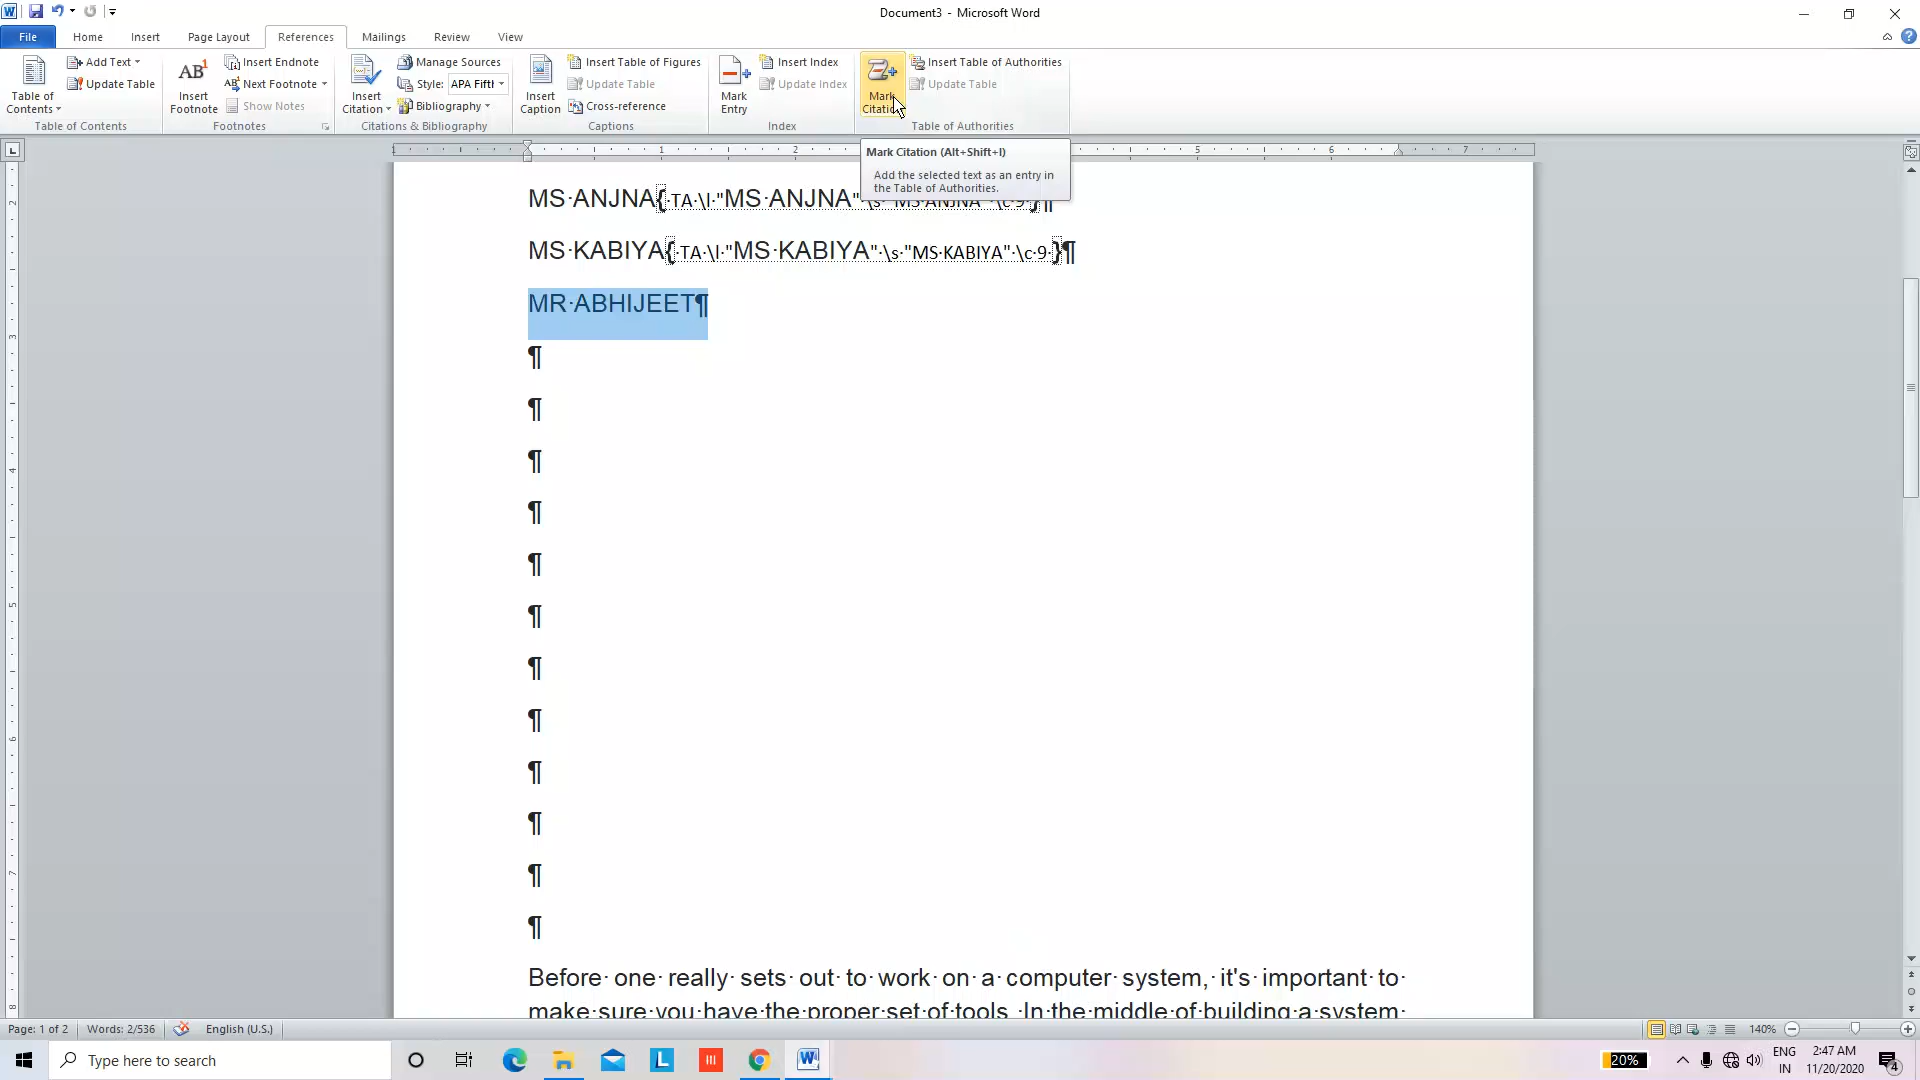 Document3 - Microsoft Word
File Home Insert Page Layout References Mailings Review View
Table of Contents
Add Text
Update Table
Table of Contents
AB¹
Insert Footnote
Insert Endnote
Next Footnote
Show Notes
Footnotes
Insert Citation
Manage Sources
Style: APA Fifth
Bibliography
Citations & Bibliography
Insert Caption
Insert Table of Figures
Update Table
Cross-reference
Captions
Mark Entry
Insert Index
Update Index
Index
Mark Citation
Insert Table of Authorities
Update Table
Table of Authorities
Mark Citation (Alt+Shift+I)
Add the selected text as an entry in
the Table of Authorities.
MS·ANJNA{·TA·\l·"MS·ANJNA"·\s·"MS·ANJNA"·\c·9·}¶
MS·KABIYA{·TA·\l·"MS·KABIYA"·\s·"MS·KABIYA"·\c·9·}¶
MR·ABHIJEET¶
¶
¶
¶
¶
¶
¶
¶
¶
¶
¶
¶
¶
Before· one· really· sets· out· to· work· on· a· computer· system,· it's· important· to·
make·sure·you·have·the·proper·set·of·tools.·In·the·middle·of·building·a·system·
Page: 1 of 2 Words: 2/536 English (U.S.) 140%
Type here to search
20%
ENG
IN
2:47 AM
11/20/2020
4